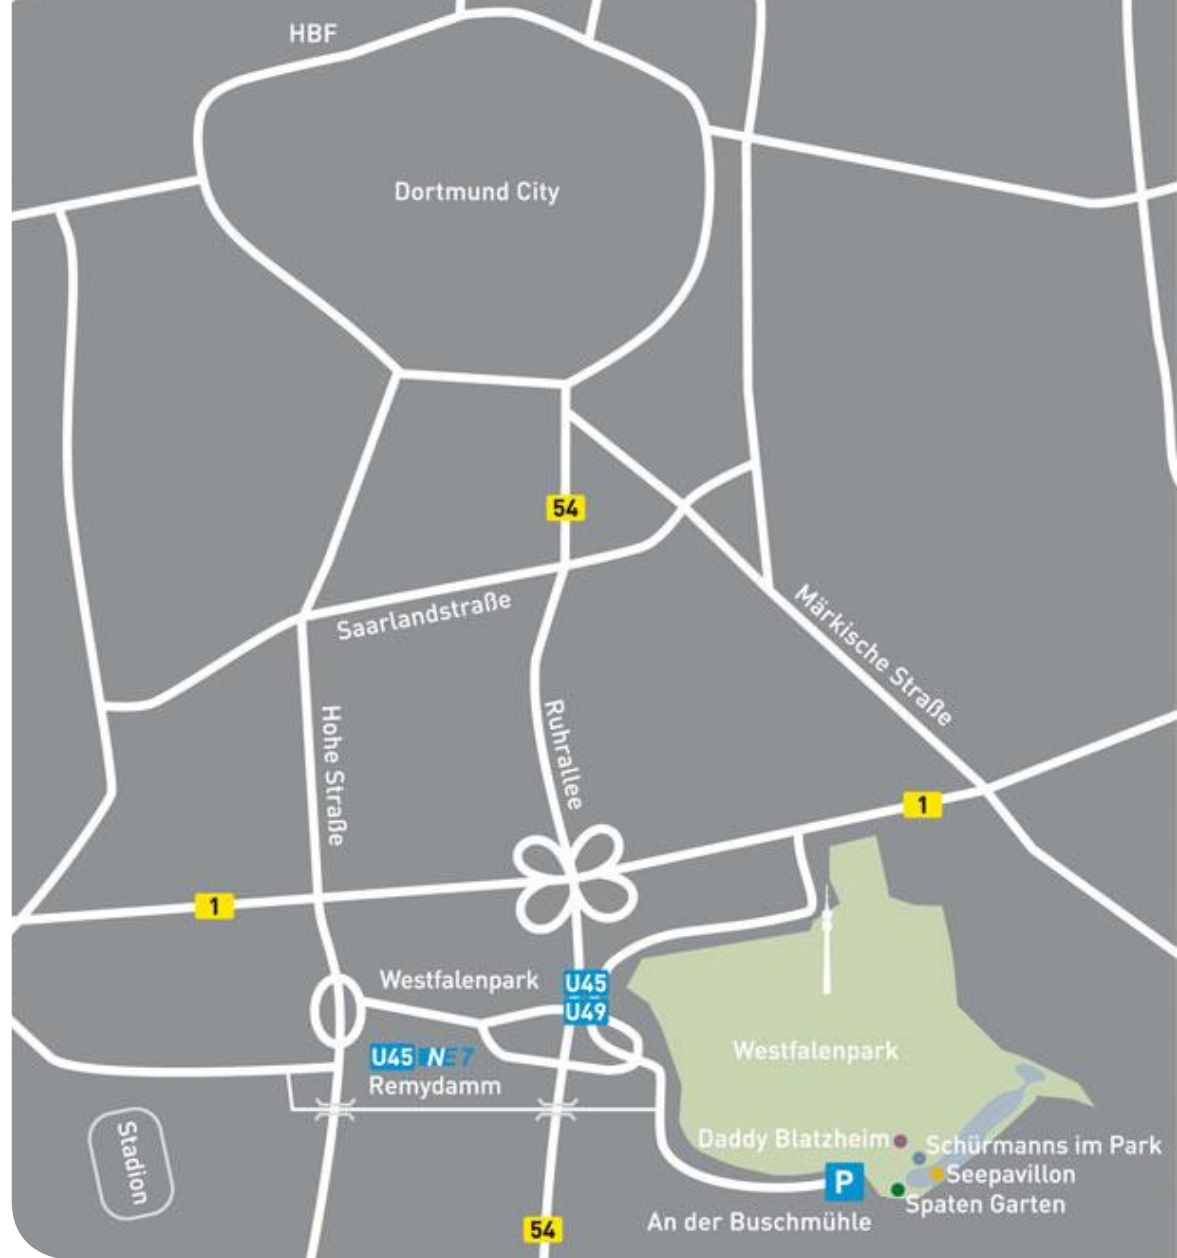 HBF
Dortmund City
54
Saarlandstraße
Märkische Straße
Hohe Straße
Ruhrallee
1
1
Westfalenpark
U45
U49
U45 NE7
Remydamm
Westfalenpark
Stadion
Daddy Blatzheim
Schürmanns im Park
Seepavillon
P
Spaten Garten
An der Buschmühle
54